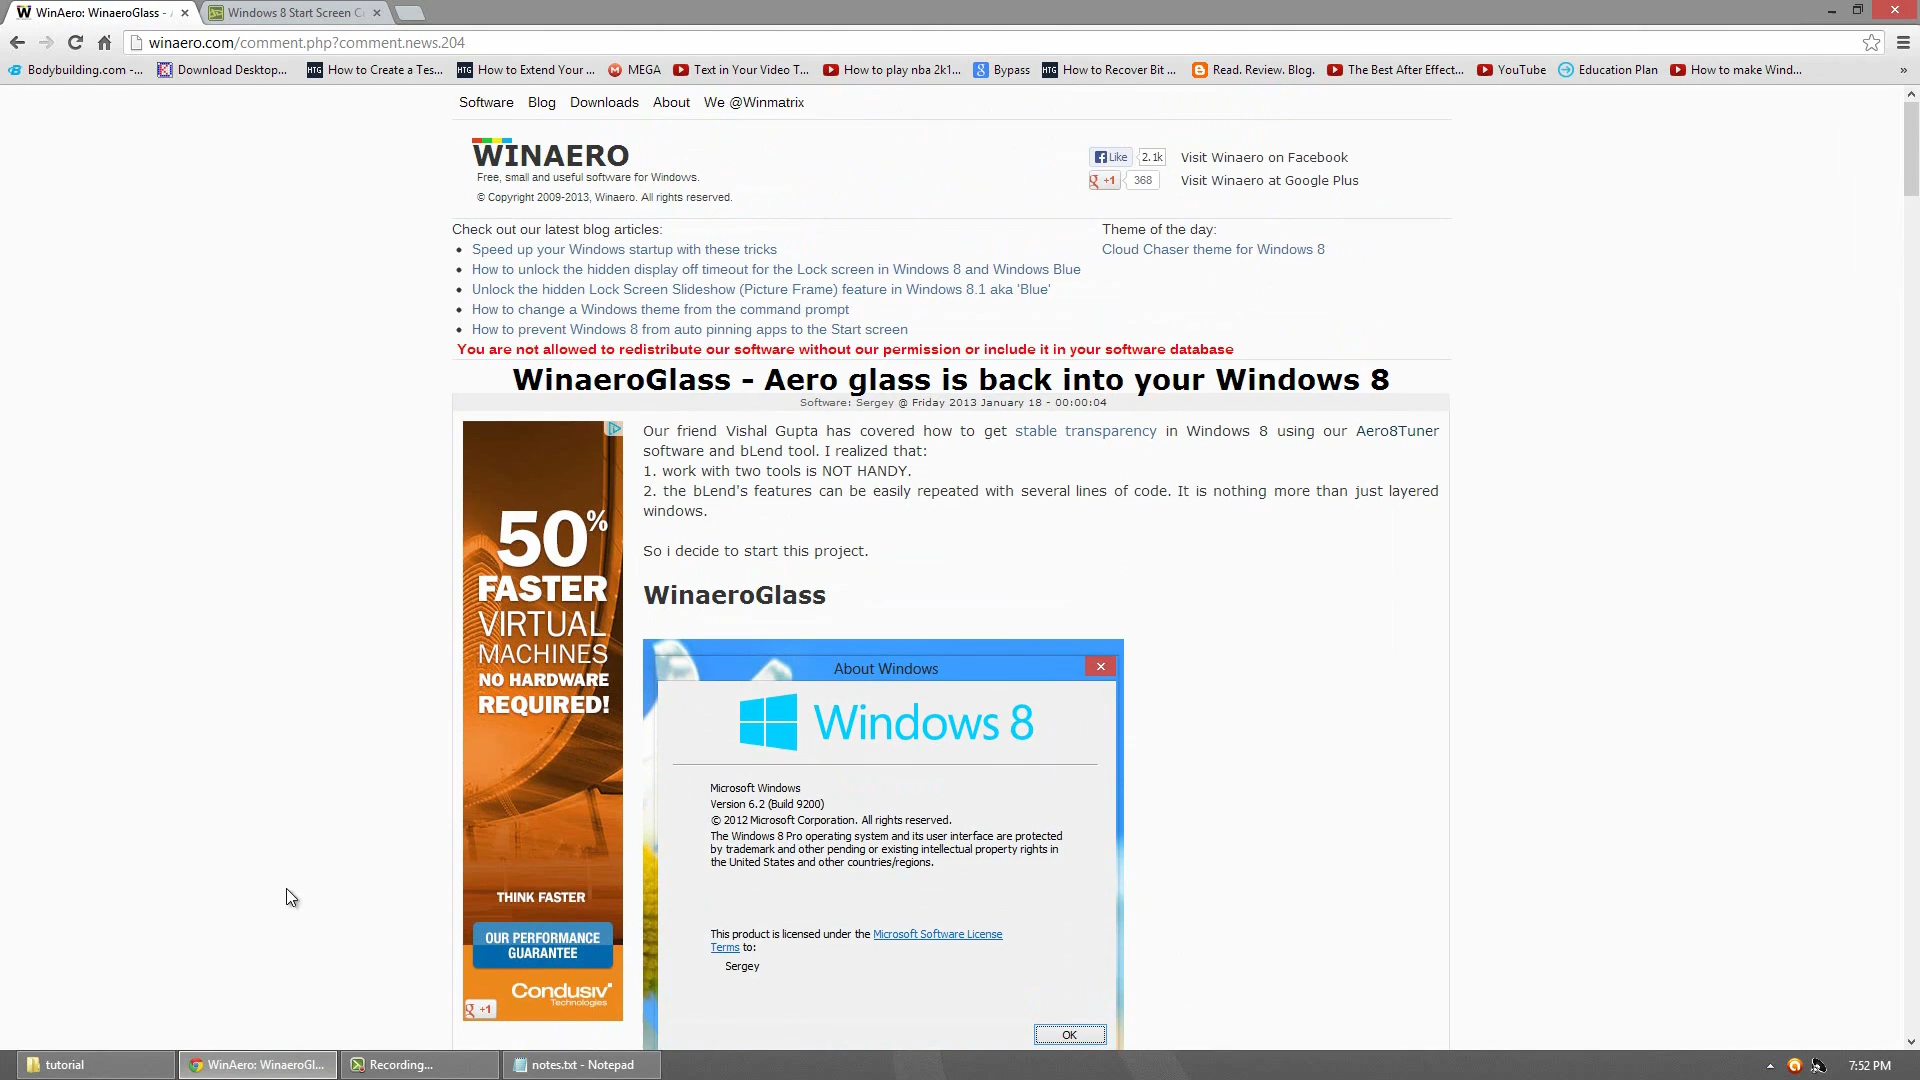 WinAero: WinaeroGlass -
Windows 8 Start Screen C
winaero.com/comment.php?comment.news.204
Bodybuilding.com -...
Download Desktop...
HTG How to Create a Tes...
HTG How to Extend Your ...
MEGA
Text in Your Video T...
How to play nba 2k1...
Bypass
HTG How to Recover Bit ...
Read. Review. Blog.
The Best After Effect...
YouTube
Education Plan
How to make Wind...
»
Software Blog Downloads About We @Winmatrix
WINAERO
Free, small and useful software for Windows.
© Copyright 2009-2013, Winaero. All rights reserved.
Like 2.1k Visit Winaero on Facebook
+1 368 Visit Winaero at Google Plus
Check out our latest blog articles:
Speed up your Windows startup with these tricks
How to unlock the hidden display off timeout for the Lock screen in Windows 8 and Windows Blue
Unlock the hidden Lock Screen Slideshow (Picture Frame) feature in Windows 8.1 aka 'Blue'
How to change a Windows theme from the command prompt
How to prevent Windows 8 from auto pinning apps to the Start screen
Theme of the day:
Cloud Chaser theme for Windows 8
You are not allowed to redistribute our software without our permission or include it in your software database
WinaeroGlass - Aero glass is back into your Windows 8
Software: Sergey @ Friday 2013 January 18 - 00:00:04
50%
FASTER
VIRTUAL
MACHINES
NO HARDWARE
REQUIRED!
THINK FASTER
OUR PERFORMANCE
GUARANTEE
Condusiv
Technologies
g +1
Our friend Vishal Gupta has covered how to get stable transparency in Windows 8 using our Aero8Tuner
software and bLend tool. I realized that:
1. work with two tools is NOT HANDY.
2. the bLend's features can be easily repeated with several lines of code. It is nothing more than just layered
windows.
So i decide to start this project.
WinaeroGlass
About Windows
Windows 8
Microsoft Windows
Version 6.2 (Build 9200)
© 2012 Microsoft Corporation. All rights reserved.
The Windows 8 Pro operating system and its user interface are protected
by trademark and other pending or existing intellectual property rights in
the United States and other countries/regions.
This product is licensed under the Microsoft Software License
Terms to:
Sergey
OK
tutorial
WinAero: WinaeroGl...
Recording...
notes.txt - Notepad
7:52 PM